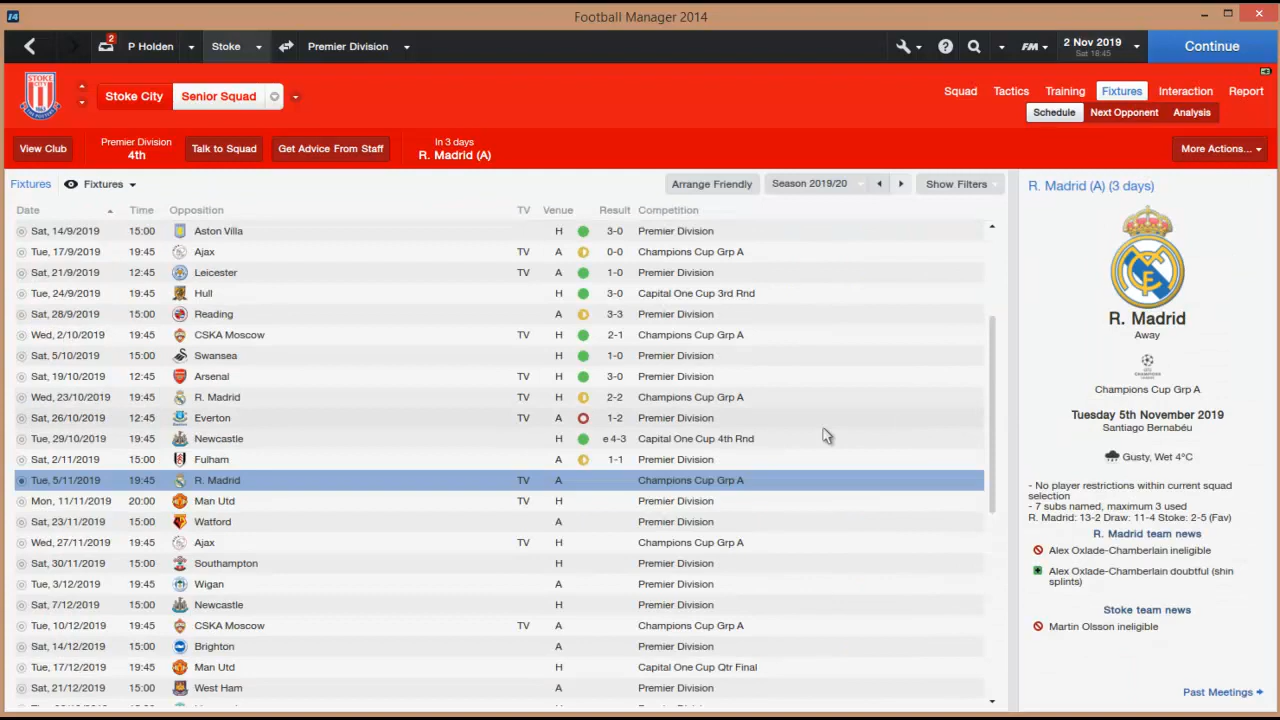 Football Manager 2014
2 P Holden Stoke Premier Division FM 2 Nov 2019 Sat 18:45 Continue
Stoke City Senior Squad Squad Tactics Training Fixtures Interaction Report
Schedule Next Opponent Analysis
View Club Premier Division 4th Talk to Squad Get Advice From Staff In 3 days R. Madrid (A) More Actions...
Fixtures Fixtures Arrange Friendly Season 2019/20 Show Filters
Date Time Opposition TV Venue Result Competition
Sat, 14/9/2019 15:00 Aston Villa H 3-0 Premier Division
Tue, 17/9/2019 19:45 Ajax TV A 0-0 Champions Cup Grp A
Sat, 21/9/2019 12:45 Leicester TV A 1-0 Premier Division
Tue, 24/9/2019 19:45 Hull H 3-0 Capital One Cup 3rd Rnd
Sat, 28/9/2019 15:00 Reading A 3-3 Premier Division
Wed, 2/10/2019 19:45 CSKA Moscow TV H 2-1 Champions Cup Grp A
Sat, 5/10/2019 15:00 Swansea H 1-0 Premier Division
Sat, 19/10/2019 12:45 Arsenal TV H 3-0 Premier Division
Wed, 23/10/2019 19:45 R. Madrid TV H 2-2 Champions Cup Grp A
Sat, 26/10/2019 12:45 Everton TV A 1-2 Premier Division
Tue, 29/10/2019 19:45 Newcastle H e 4-3 Capital One Cup 4th Rnd
Sat, 2/11/2019 15:00 Fulham A 1-1 Premier Division
Tue, 5/11/2019 19:45 R. Madrid TV A Champions Cup Grp A
Mon, 11/11/2019 20:00 Man Utd TV H Premier Division
Sat, 23/11/2019 15:00 Watford A Premier Division
Wed, 27/11/2019 19:45 Ajax TV H Champions Cup Grp A
Sat, 30/11/2019 15:00 Southampton H Premier Division
Tue, 3/12/2019 19:45 Wigan A Premier Division
Sat, 7/12/2019 15:00 Newcastle H Premier Division
Tue, 10/12/2019 19:45 CSKA Moscow TV A Champions Cup Grp A
Sat, 14/12/2019 15:00 Brighton A Premier Division
Tue, 17/12/2019 19:45 Man Utd H Capital One Cup Qtr Final
Sat, 21/12/2019 15:00 West Ham A Premier Division
R. Madrid (A) (3 days)
R. Madrid
Away
Champions Cup Grp A
Tuesday 5th November 2019
Santiago Bernabéu
Gusty, Wet 4°C
- No player restrictions within current squad
selection
- 7 subs named, maximum 3 used
R. Madrid: 13-2 Draw: 11-4 Stoke: 2-5 (Fav)
R. Madrid team news
Alex Oxlade-Chamberlain ineligible
Alex Oxlade-Chamberlain doubtful (shin
splints)
Stoke team news
Martin Olsson ineligible
Past Meetings